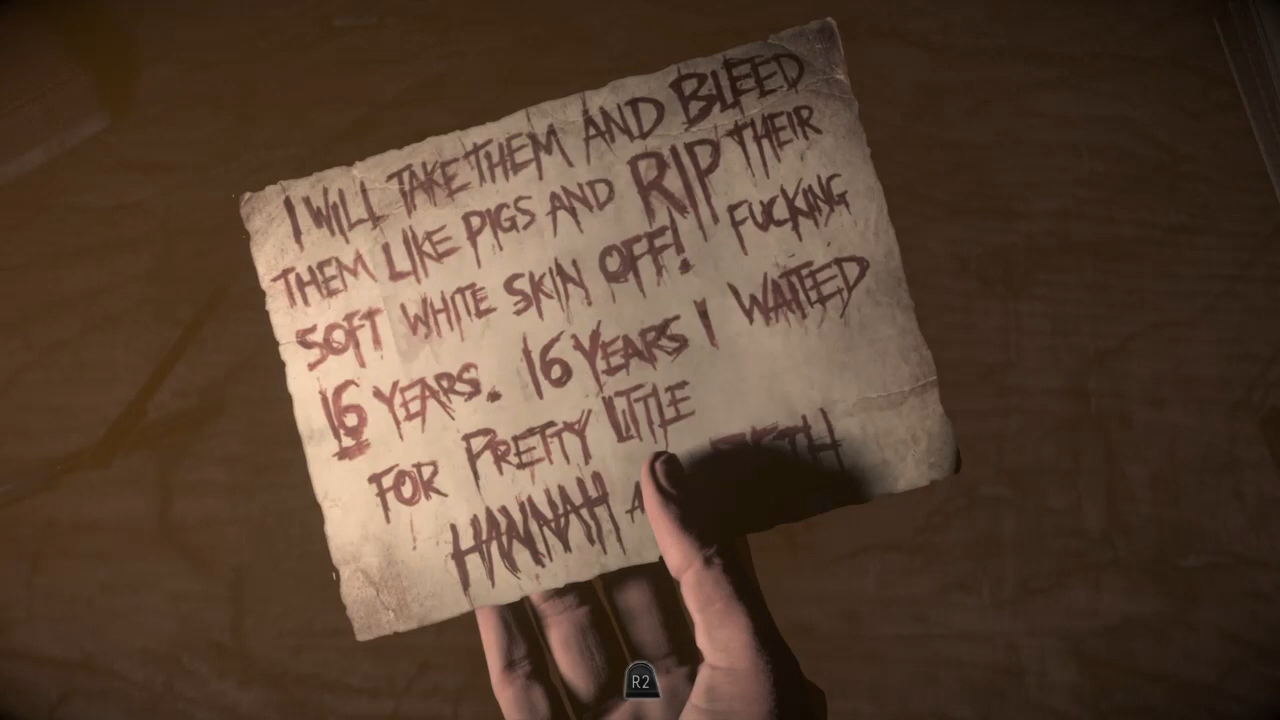 I WILL TAKE THEM AND BLEED
THEM LIKE PIGS AND RIP THEIR
SOFT WHITE SKIN OFF! FUCKING
16 YEARS. 16 YEARS I WAITED
FOR PRETTY LITTLE
HANNAH
R2